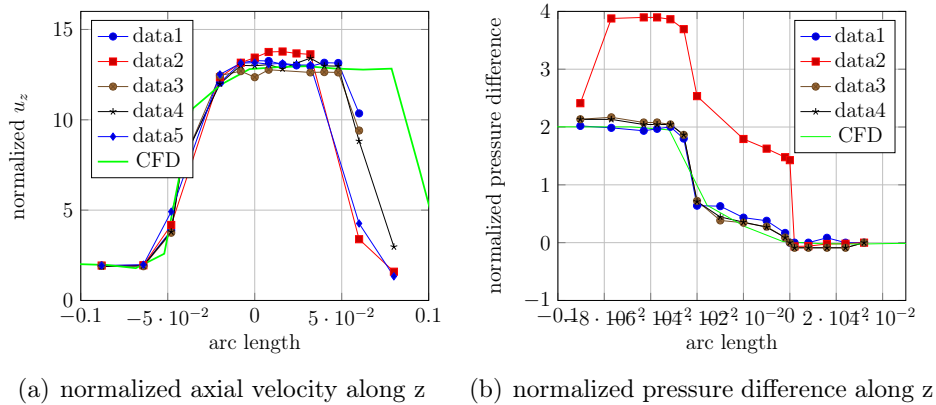 15
10
5
0
normalized u_z
data1
data2
data3
data4
data5
CFD
−0.1 −5 · 10⁻² 0 5 · 10⁻² 0.1
arc length
(a) normalized axial velocity along z
4
3
2
1
0
−1
normalized pressure difference
data1
data2
data3
data4
CFD
−0.1
arc length
(b) normalized pressure difference along z